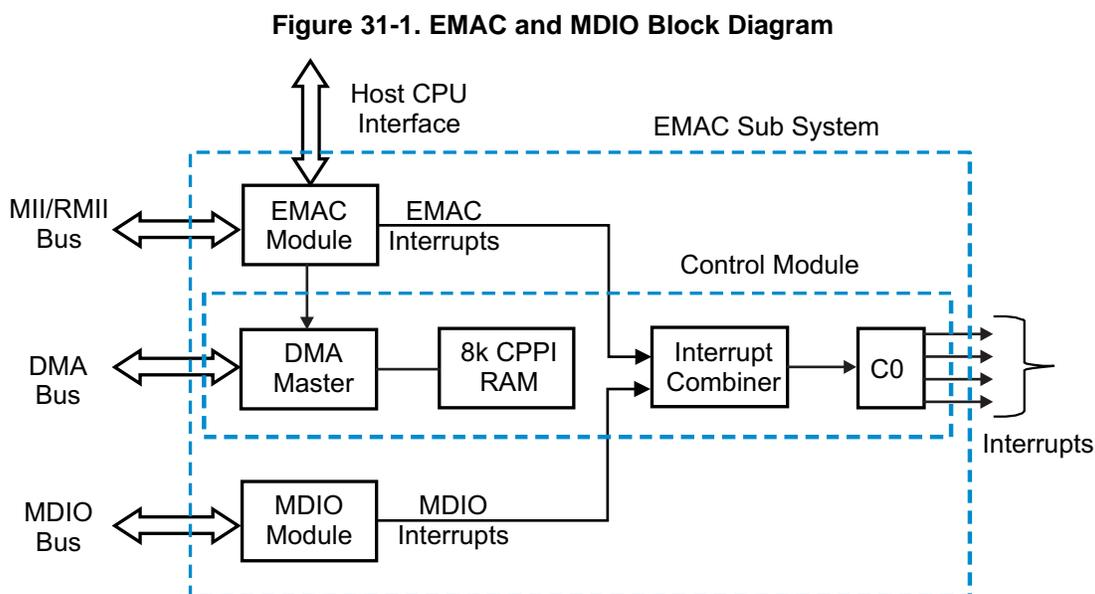 Figure 31-1. EMAC and MDIO Block Diagram
Host CPU
Interface
EMAC Sub System
MII/RMII
Bus
EMAC
Module
EMAC
Interrupts
Control Module
DMA
Bus
DMA
Master
8k CPPI
RAM
Interrupt
Combiner
C0
Interrupts
MDIO
Bus
MDIO
Module
MDIO
Interrupts